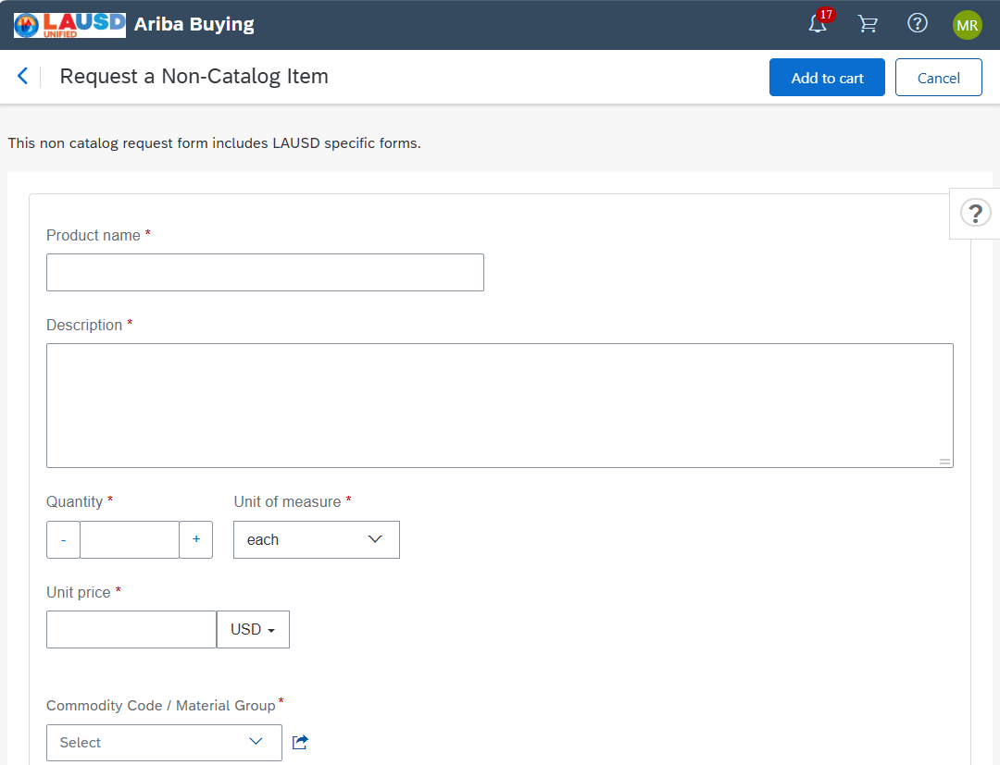 LAUSD UNIFIED Ariba Buying 17 MR
Request a Non-Catalog Item Add to cart Cancel
This non catalog request form includes LAUSD specific forms.
?
Product name *
Description *
Quantity * Unit of measure *
- + each
Unit price *
USD
Commodity Code / Material Group *
Select